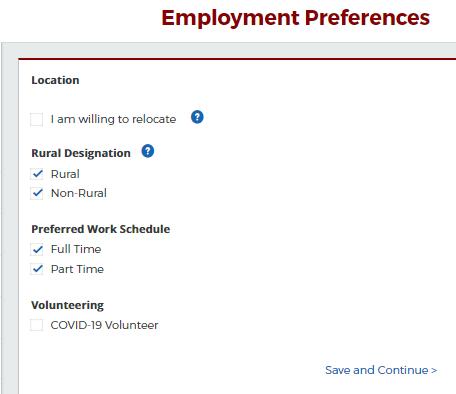 Employment Preferences
Location
I am willing to relocate ?
Rural Designation ?
Rural
Non-Rural
Preferred Work Schedule
Full Time
Part Time
Volunteering
COVID-19 Volunteer
Save and Continue >